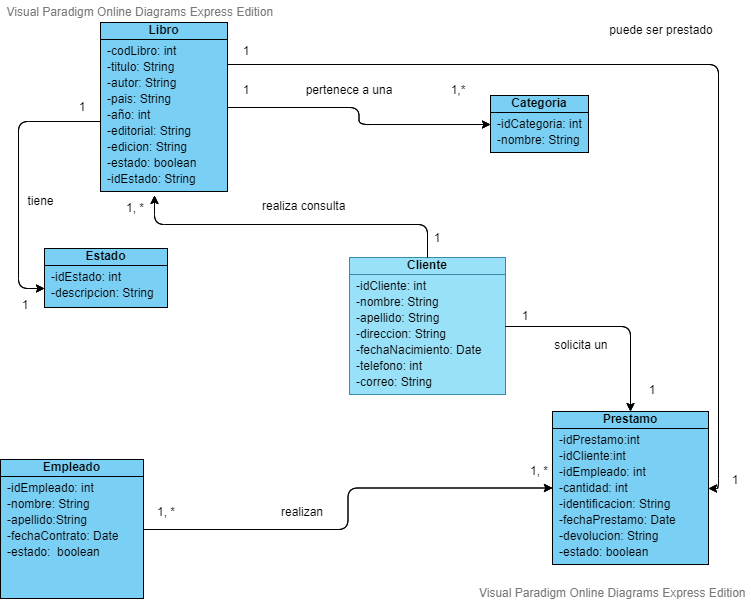 Visual Paradigm Online Diagrams Express Edition
Libro
-codLibro: int
-titulo: String
-autor: String
-pais: String
-año: int
-editorial: String
-edicion: String
-estado: boolean
-idEstado: String
1
puede ser prestado
1
pertenece a una
1,*
Categoria
-idCategoria: int
-nombre: String
1
tiene
1, *
realiza consulta
1
Estado
-idEstado: int
-descripcion: String
1
Cliente
-idCliente: int
-nombre: String
-apellido: String
-direccion: String
-fechaNacimiento: Date
-telefono: int
-correo: String
1
solicita un
1
Prestamo
-idPrestamo:int
-idCliente:int
-idEmpleado: int
-cantidad: int
-identificacion: String
-fechaPrestamo: Date
-devolucion: String
-estado: boolean
1
Empleado
-idEmpleado: int
-nombre: String
-apellido:String
-fechaContrato: Date
-estado:  boolean
1, *
realizan
1, *
Visual Paradigm Online Diagrams Express Edition